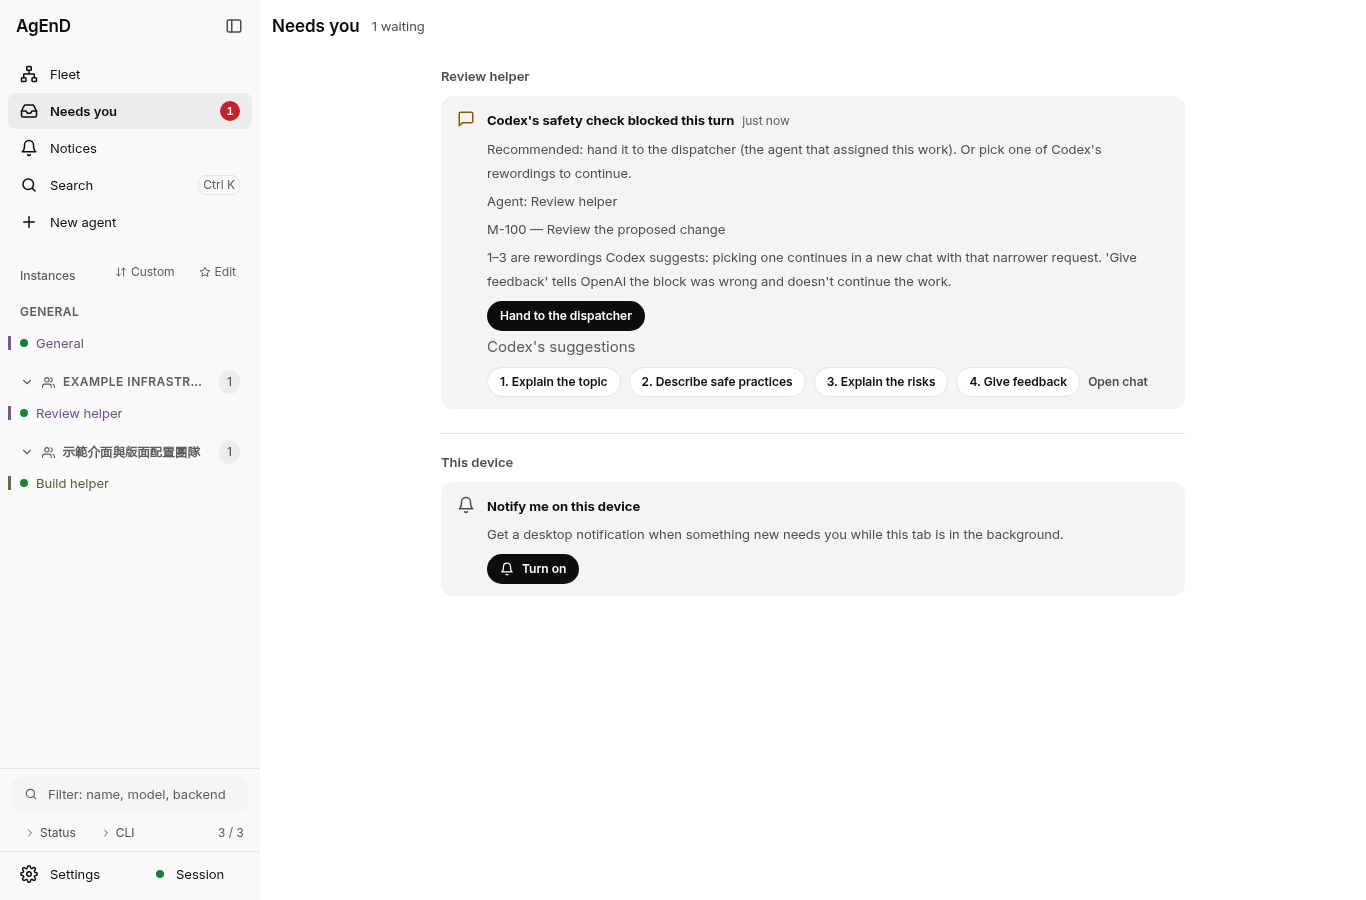 AgEnD
Fleet
Needs you 1
Notices
Search Ctrl K
New agent
Instances Custom Edit
GENERAL
General
EXAMPLE INFRASTR... 1
Review helper
示範介面與版面配置團隊 1
Build helper
Filter: name, model, backend
Status CLI 3 / 3
Settings Session
Needs you 1 waiting
Review helper
Codex's safety check blocked this turn just now
Recommended: hand it to the dispatcher (the agent that assigned this work). Or pick one of Codex's
rewordings to continue.
Agent: Review helper
M-100 — Review the proposed change
1–3 are rewordings Codex suggests: picking one continues in a new chat with that narrower request. 'Give
feedback' tells OpenAI the block was wrong and doesn't continue the work.
Hand to the dispatcher
Codex's suggestions
1. Explain the topic 2. Describe safe practices 3. Explain the risks 4. Give feedback Open chat
This device
Notify me on this device
Get a desktop notification when something new needs you while this tab is in the background.
Turn on